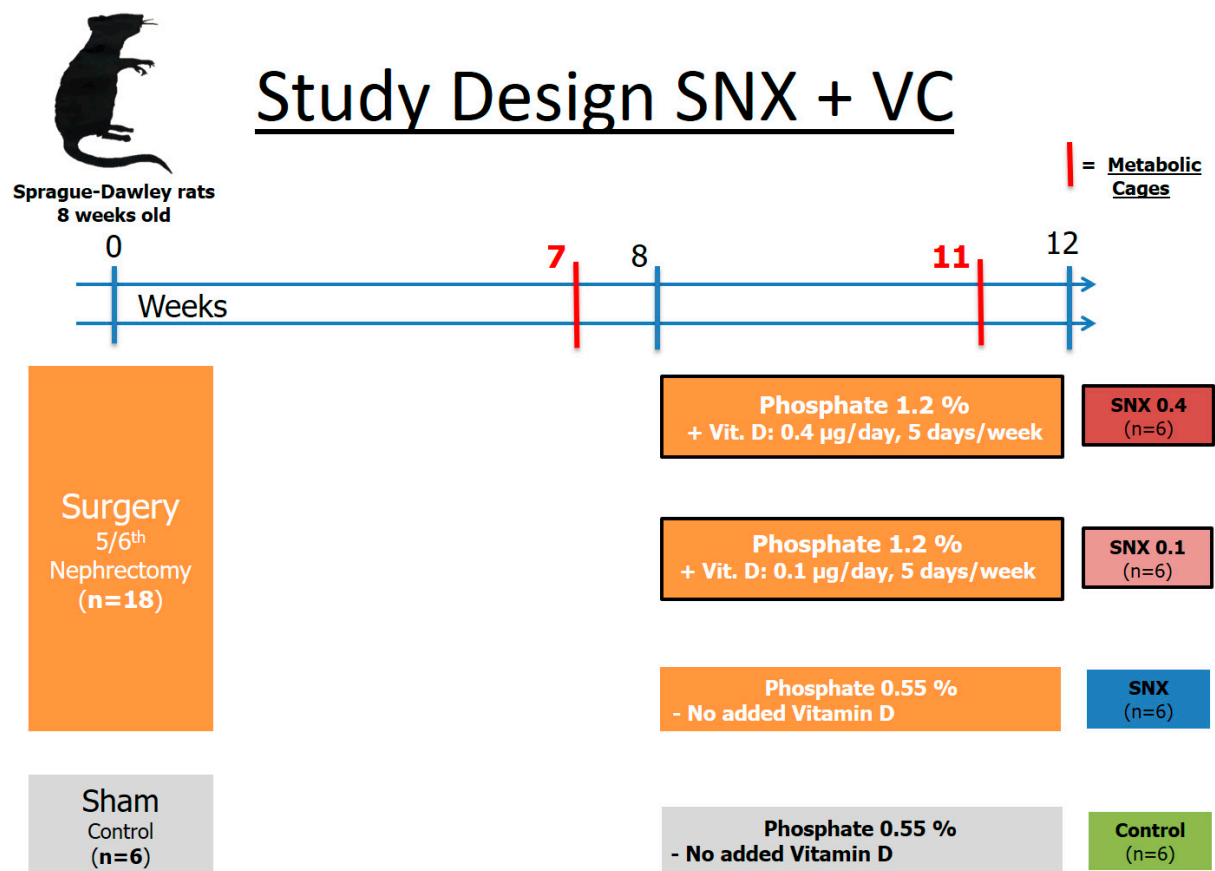 Study Design SNX + VC
= Metabolic
Cages
Sprague-Dawley rats
8 weeks old
0
7
8
11
12
Weeks
Surgery
5/6th
Nephrectomy
(n=18)
Phosphate 1.2 %
+ Vit. D: 0.4 µg/day, 5 days/week
SNX 0.4
(n=6)
Phosphate 1.2 %
+ Vit. D: 0.1 µg/day, 5 days/week
SNX 0.1
(n=6)
Phosphate 0.55 %
- No added Vitamin D
SNX
(n=6)
Sham
Control
(n=6)
Phosphate 0.55 %
- No added Vitamin D
Control
(n=6)